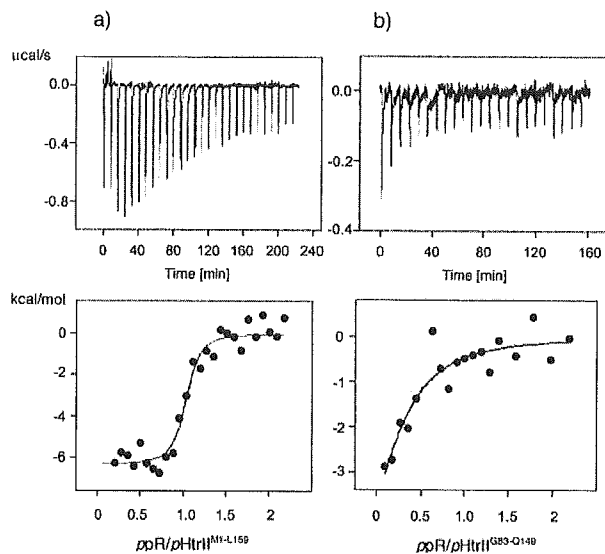 a)
b)
μcal/s
0.0
-0.4
-0.8
0 40 80 120 160 200 240
Time [min]
0.0
-0.2
-0.4
0 40 80 120 160
Time [min]
kcal/mol
0
-2
-4
-6
0 0.5 1.0 1.5 2.0
ppR/pHtrII
0
-1
-2
-3
0 0.5 1.0 1.5 2
ppR/pHtrII G83-Q149